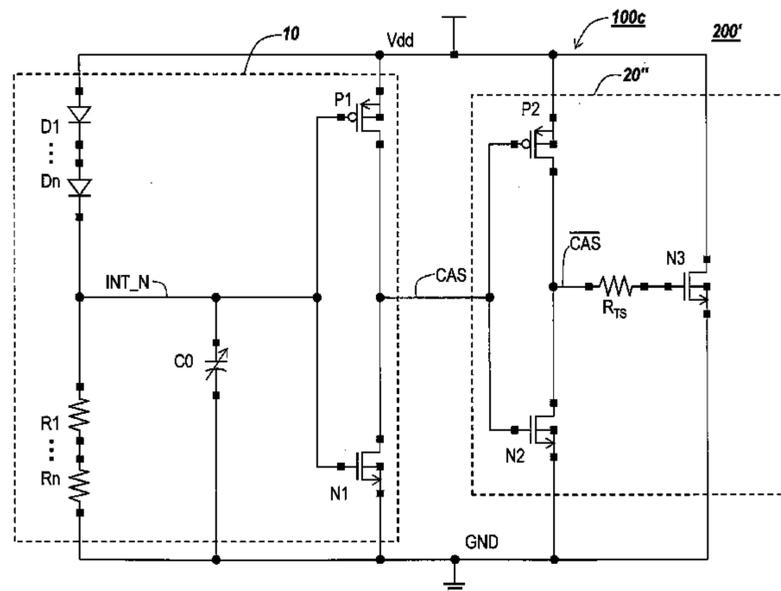 10
Vdd
100c
200'
20"
P1
P2
D1
Dn
INT_N
CAS
CAS
N3
RTS
C0
R1
Rn
N1
N2
GND